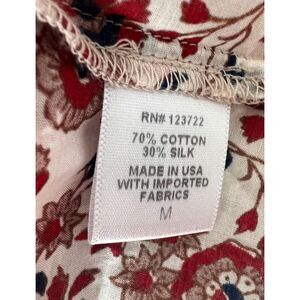 RN# 123722
70% COTTON
30% SILK
MADE IN USA
WITH IMPORTED
FABRICS
M